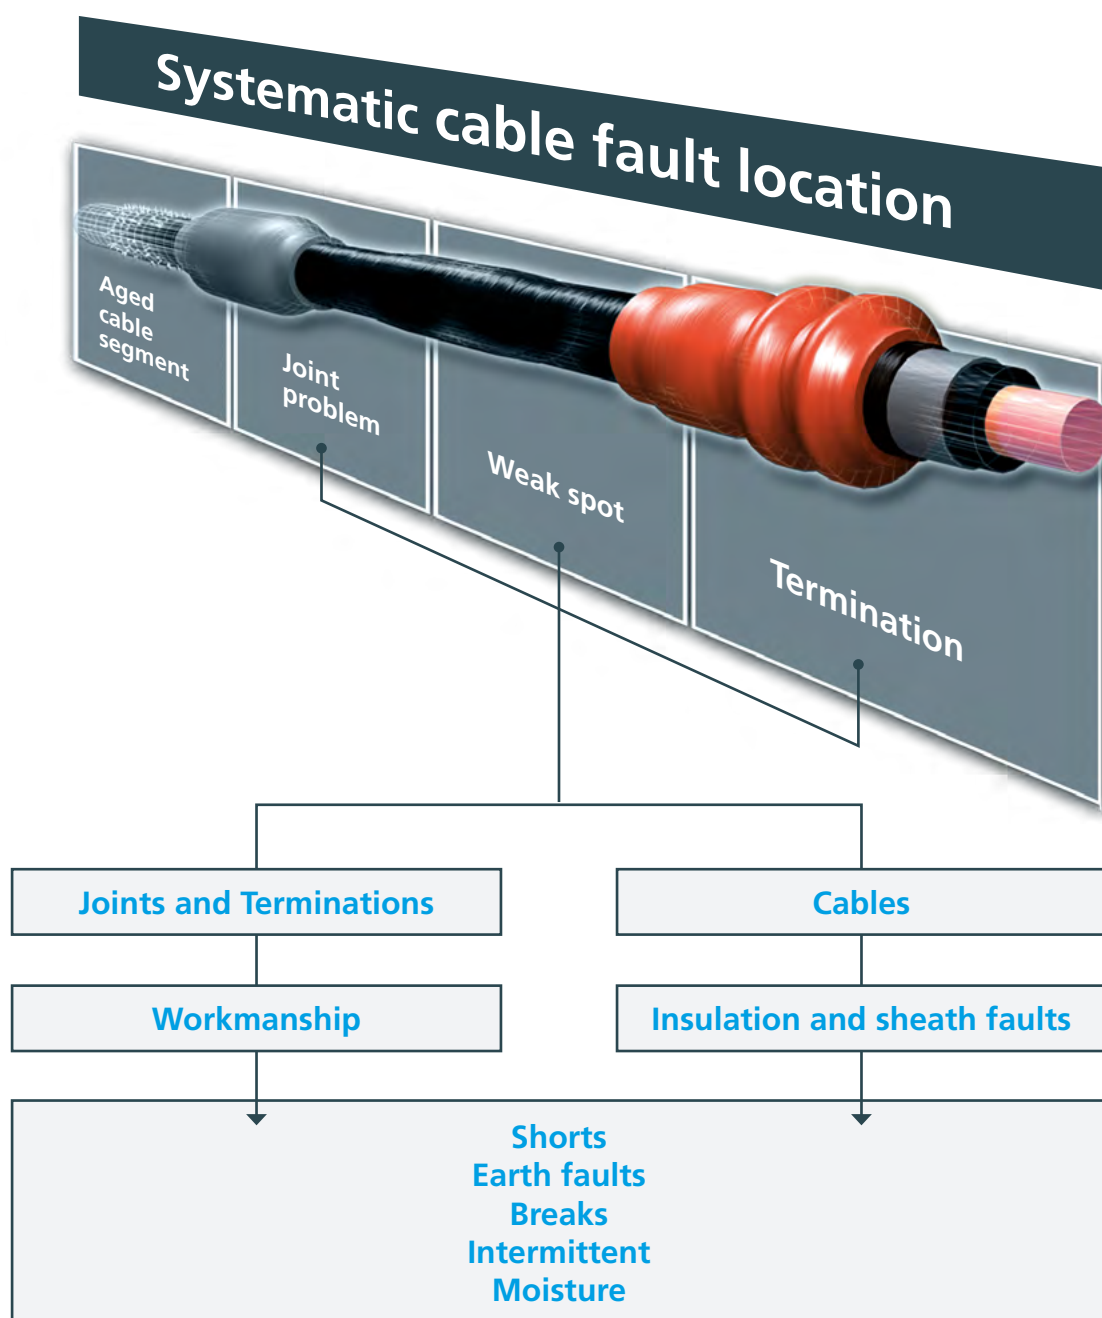 Systematic cable fault location
Aged
cable
segment
Joint
problem
Weak spot
Termination
Joints and Terminations
Cables
Workmanship
Insulation and sheath faults
Shorts
Earth faults
Breaks
Intermittent
Moisture